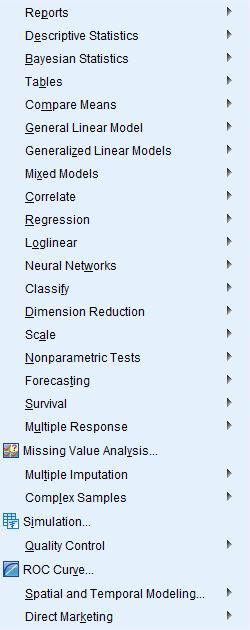 Reports
Descriptive Statistics
Bayesian Statistics
Tables
Compare Means
General Linear Model
Generalized Linear Models
Mixed Models
Correlate
Regression
Loglinear
Neural Networks
Classify
Dimension Reduction
Scale
Nonparametric Tests
Forecasting
Survival
Multiple Response
Missing Value Analysis...
Multiple Imputation
Complex Samples
Simulation...
Quality Control
ROC Curve...
Spatial and Temporal Modeling...
Direct Marketing